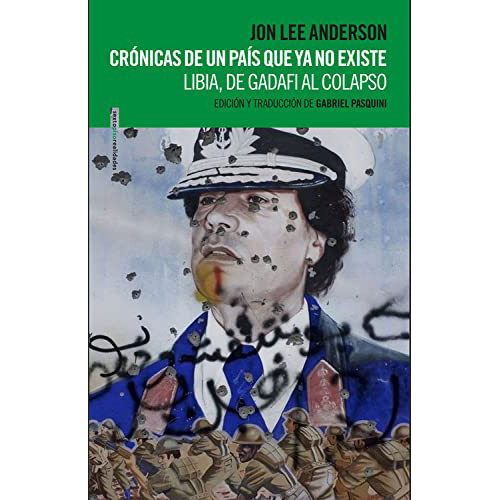 JON LEE ANDERSON
CRÓNICAS DE UN PAÍS QUE YA NO EXISTE
LIBIA, DE GADAFI AL COLAPSO
EDICIÓN Y TRADUCCIÓN DE GABRIEL PASQUINI
sextopisorealidades